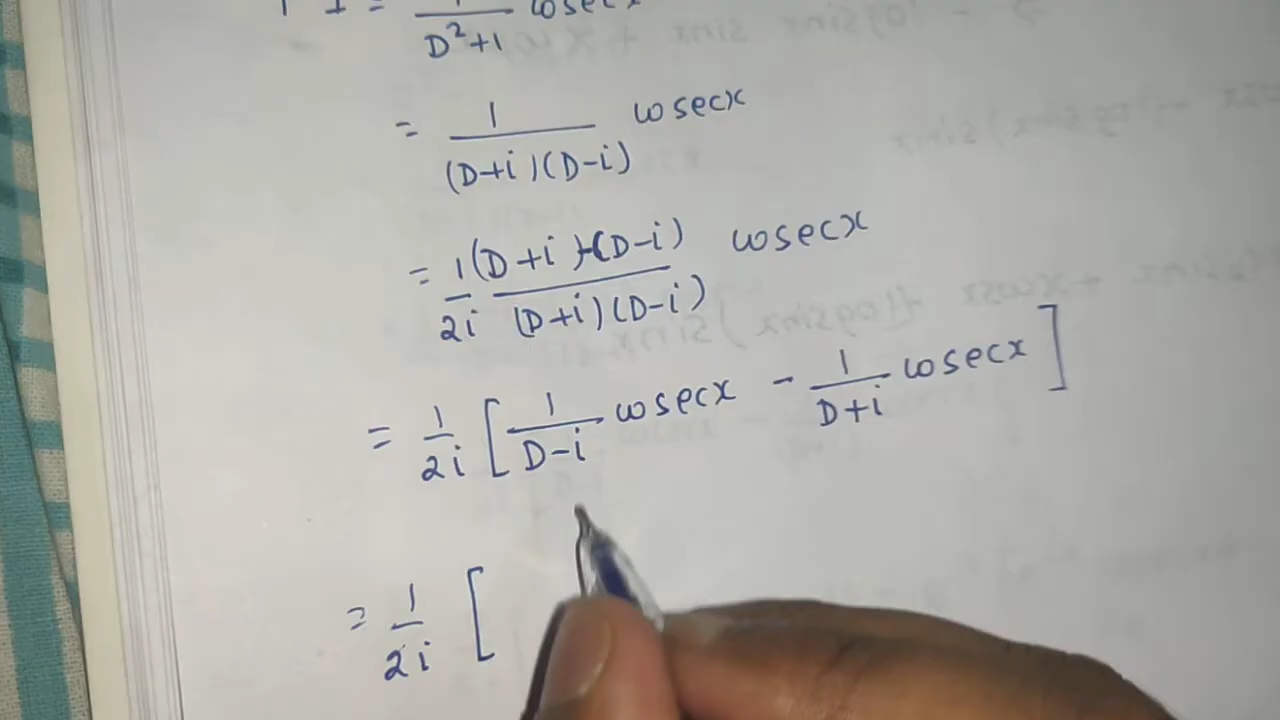 I = 1/(D²+1) cosecx
= 1/((D+i)(D-i)) cosecx
= 1/2i ((D+i)-(D-i))/((D+i)(D-i)) cosecx
= 1/2i [ 1/(D-i) cosecx - 1/(D+i) cosecx ]
= 1/2i [